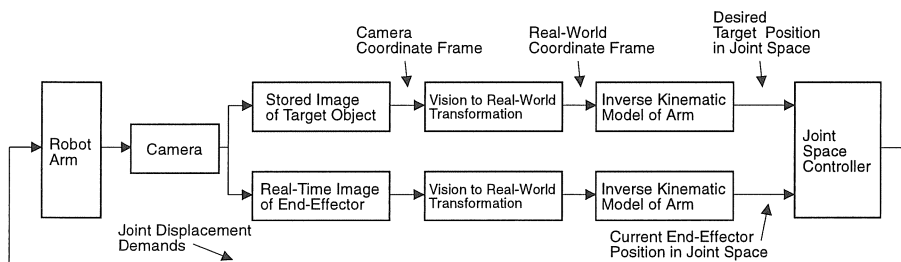 Camera
Coordinate Frame
Real-World
Coordinate Frame
Desired
Target Position
in Joint Space
Robot
Arm
Camera
Stored Image
of Target Object
Vision to Real-World
Transformation
Inverse Kinematic
Model of Arm
Joint
Space
Controller
Real-Time Image
of End-Effector
Vision to Real-World
Transformation
Inverse Kinematic
Model of Arm
Joint Displacement
Demands
Current End-Effector
Position in Joint Space